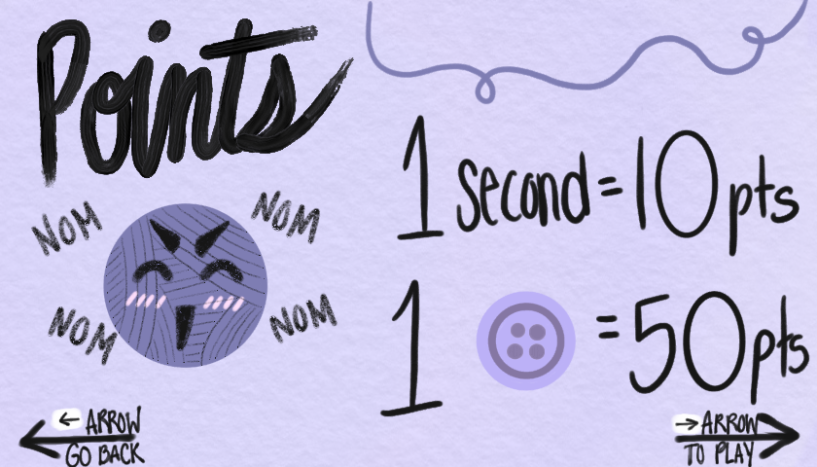 Points
NOM
NOM
NOM
NOM
1 second = 10 pts
1 = 50 pts
← ARROW
GO BACK
→ ARROW
TO PLAY